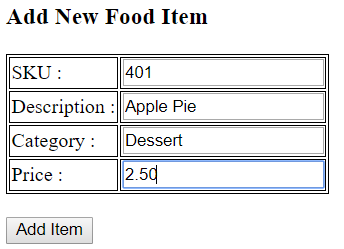 Add New Food Item
SKU : 401
Description : Apple Pie
Category : Dessert
Price : 2.50
Add Item